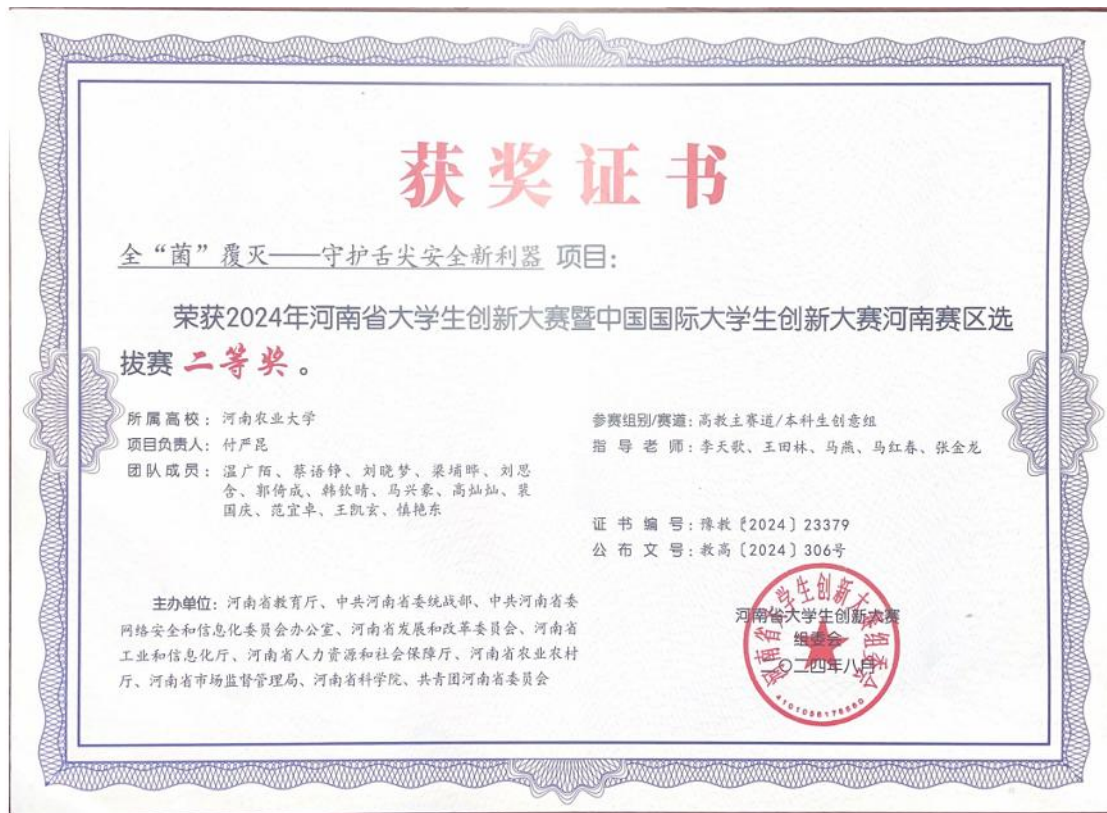 获奖证书
全“菌”覆灭——守护舌尖安全新利器 项目：
荣获2024年河南省大学生创新大赛暨中国国际大学生创新大赛河南赛区选
拔赛 二等奖。
所属高校：河南农业大学
项目负责人：付严昆
团队成员：温广陌、蔡语铮、刘晓梦、梁埔晔、刘思
含、郭倚成、韩钦晴、马兴豪、高灿灿、裴
国庆、范宜卓、王凯玄、慎艳东
参赛组别/赛道：高教主赛道/本科生创意组
指导老师：李天歌、王田林、马燕、马红春、张金龙
证书编号：豫教〔2024〕23379
公布文号：教高〔2024〕306号
主办单位：河南省教育厅、中共河南省委统战部、中共河南省委
网络安全和信息化委员会办公室、河南省发展和改革委员会、河南省
工业和信息化厅、河南省人力资源和社会保障厅、河南省农业农村
厅、河南省市场监督管理局、河南省科学院、共青团河南省委员会
河南省大学生创新大赛
组委会
二〇二四年八月
河南省大学生创新大赛组委会